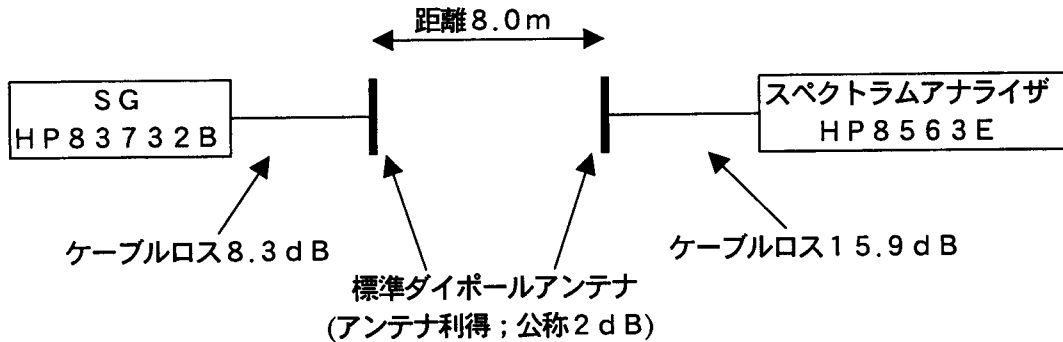 距離8.0m
SG
HP83732B
スペクトラムアナライザ
HP8563E
ケーブルロス8.3dB
ケーブルロス15.9dB
標準ダイポールアンテナ
(アンテナ利得;公称2dB)